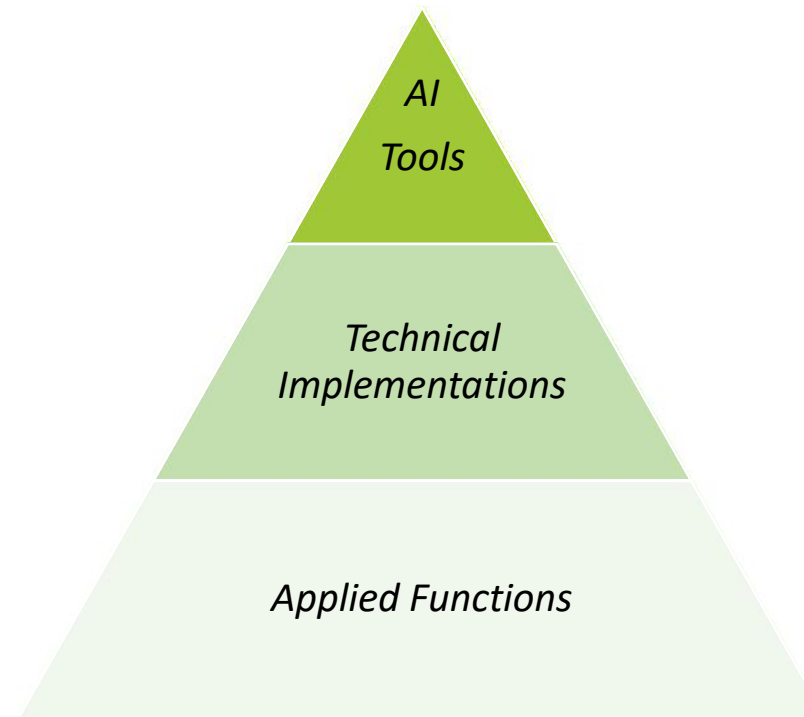 AI
Tools
Technical
Implementations
Applied Functions